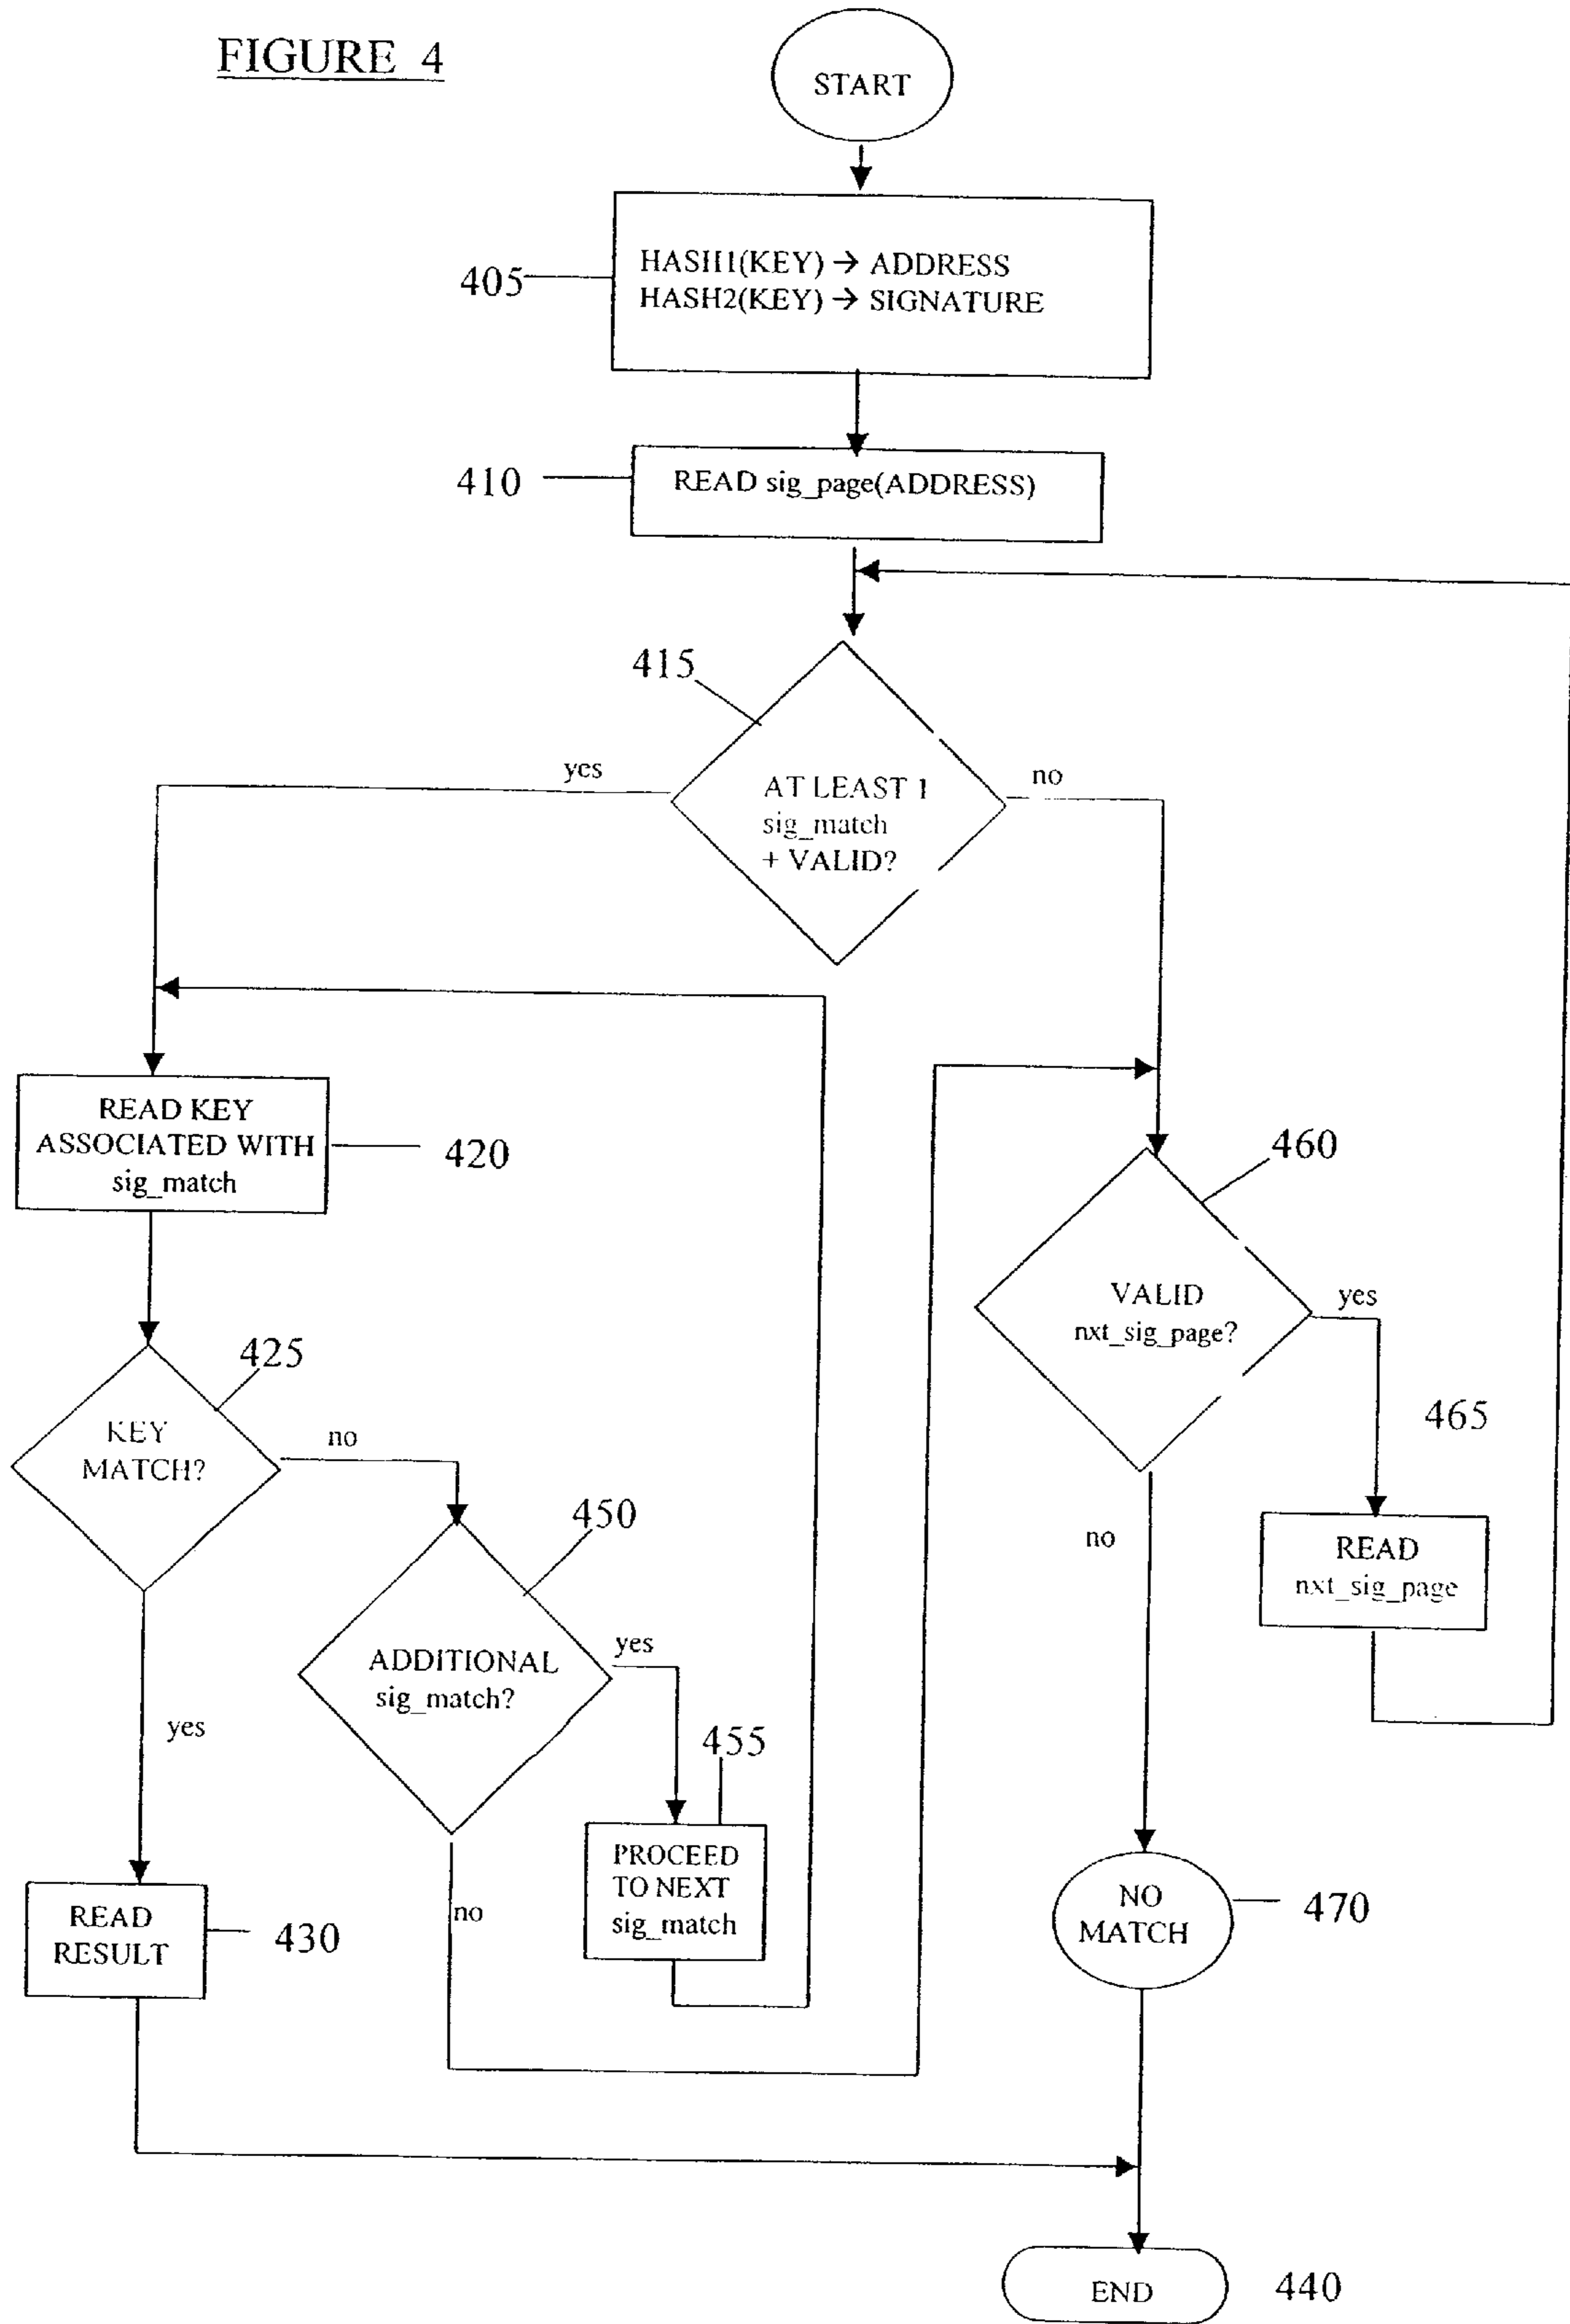 FIGURE 4
START
405
HASH1(KEY) → ADDRESS
HASH2(KEY) → SIGNATURE
410
READ sig_page(ADDRESS)
415
yes
no
AT LEAST 1
sig_match
+ VALID?
READ KEY
ASSOCIATED WITH
sig_match
420
460
VALID
nxt_sig_page?
yes
425
KEY
MATCH?
no
465
450
no
READ
nxt_sig_page
ADDITIONAL
sig_match?
yes
yes
455
PROCEED
TO NEXT
sig_match
NO
MATCH
470
READ
RESULT
430
no
END
440